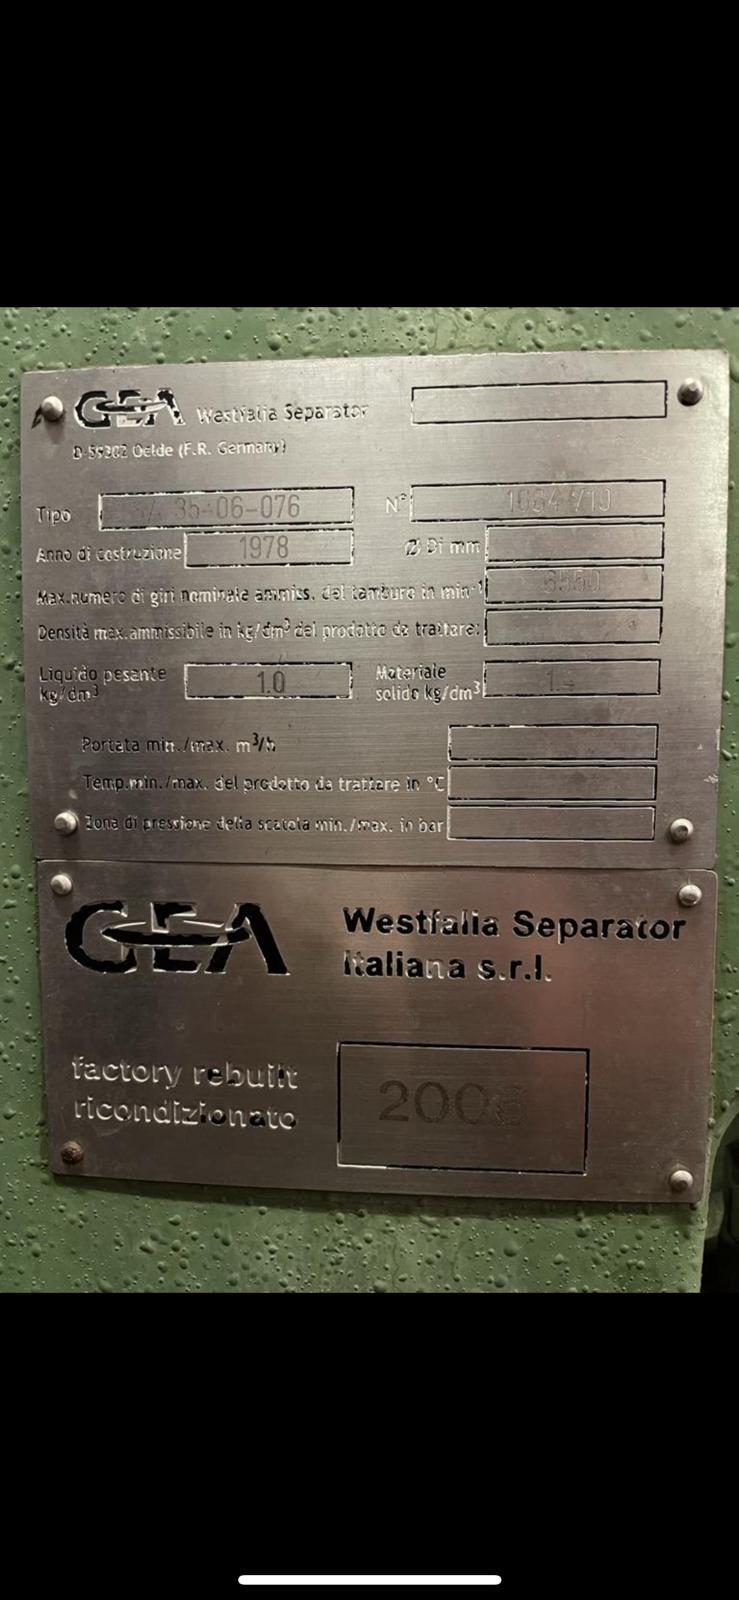 GEA Westfalia Separator
D-59302 Oelde (F.R. Germany)
Tipo 35-06-076 N°
Anno di costruzione 1978 Ø Di mm
Max.numero di giri nominale ammiss. del tamburo in min-1 6550
Densità max.ammissibile in kg/dm3 del prodotto da trattare:
Liquido pesante kg/dm3 1.0 Materiale solido kg/dm3
Portata min./max. m3/h
Temp.min./max. del prodotto da trattare in °C
Zona di pressione della scatola min./max. in bar
GEA Westfalia Separator
Italiana s.r.l.
factory rebuilt
ricondizionato